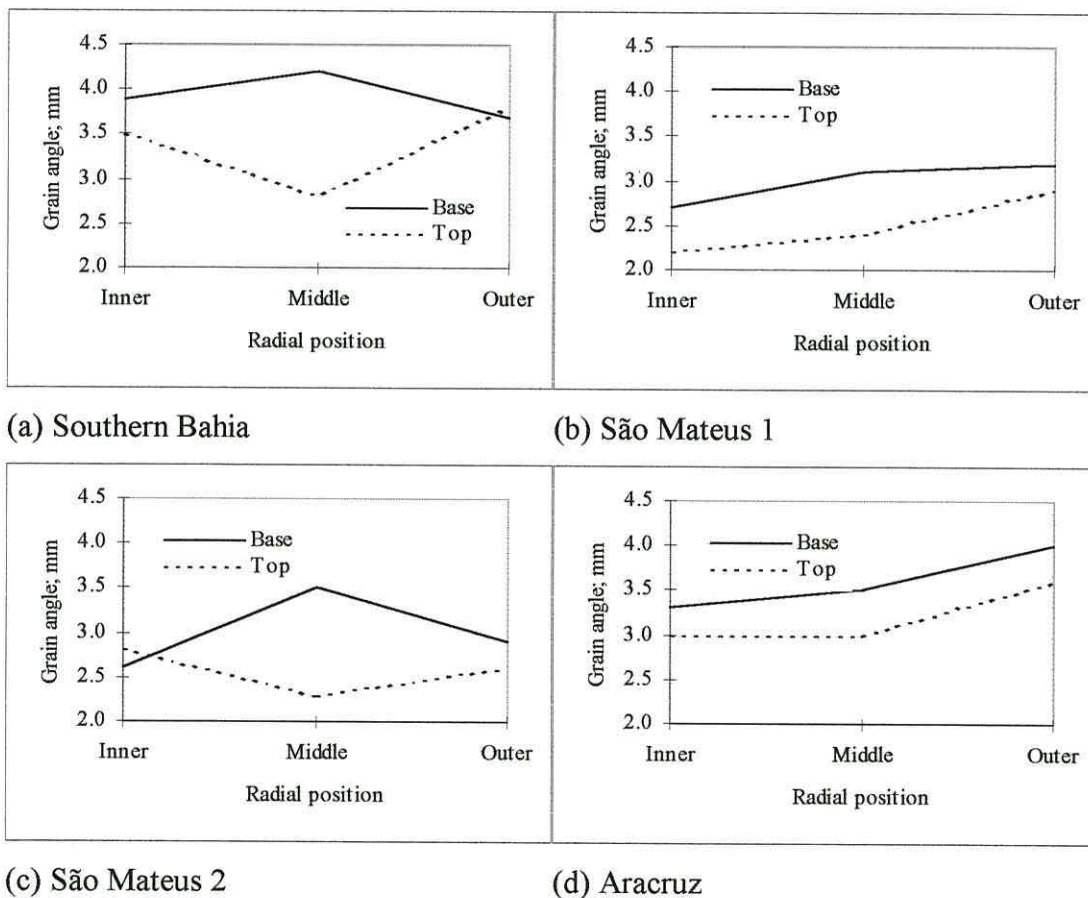 4.5
4.0
3.5
3.0
2.5
2.0
Grain angle; mm
Base
Top
Inner Middle Outer
Radial position
4.5
4.0
3.5
3.0
2.5
2.0
Grain angle; mm
Base
Top
Inner Middle Outer
Radial position
(a) Southern Bahia
(b) São Mateus 1
4.5
4.0
3.5
3.0
2.5
2.0
Grain angle; mm
Base
Top
Inner Middle Outer
Radial position
4.5
4.0
3.5
3.0
2.5
2.0
Grain angle; mm
Base
Top
Inner Middle Outer
Radial position
(c) São Mateus 2
(d) Aracruz